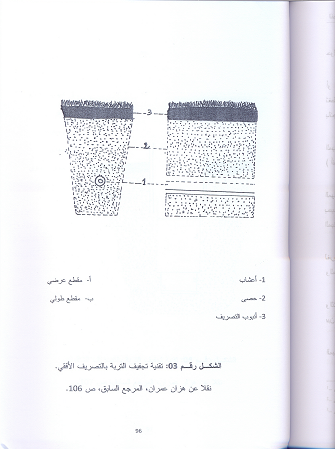 3
2
1
1- أعشاب أ- مقطع عرضي
2- حصى ب- مقطع طولي
3- أنبوب التصريف
الشكل رقم 03: تقنية تجفيف التربة بالتصريف الأفقي.
نقلا عن هزان عمران، المرجع السابق، ص 106.
96